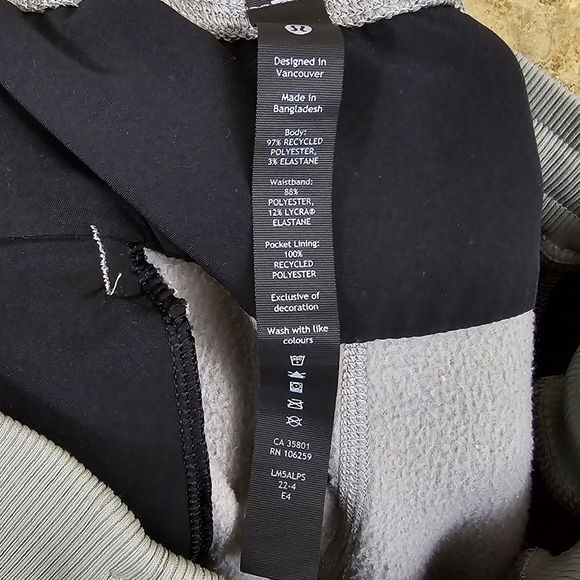 Designed in
Vancouver
Made in
Bangladesh
Body:
97% RECYCLED
POLYESTER,
3% ELASTANE
Waistband:
88%
POLYESTER,
12% LYCRA®
ELASTANE
Pocket Lining:
100%
RECYCLED
POLYESTER
Exclusive of
decoration
Wash with like
colours
CA 35801
RN 106259
LM5ALPS
22-4
E4